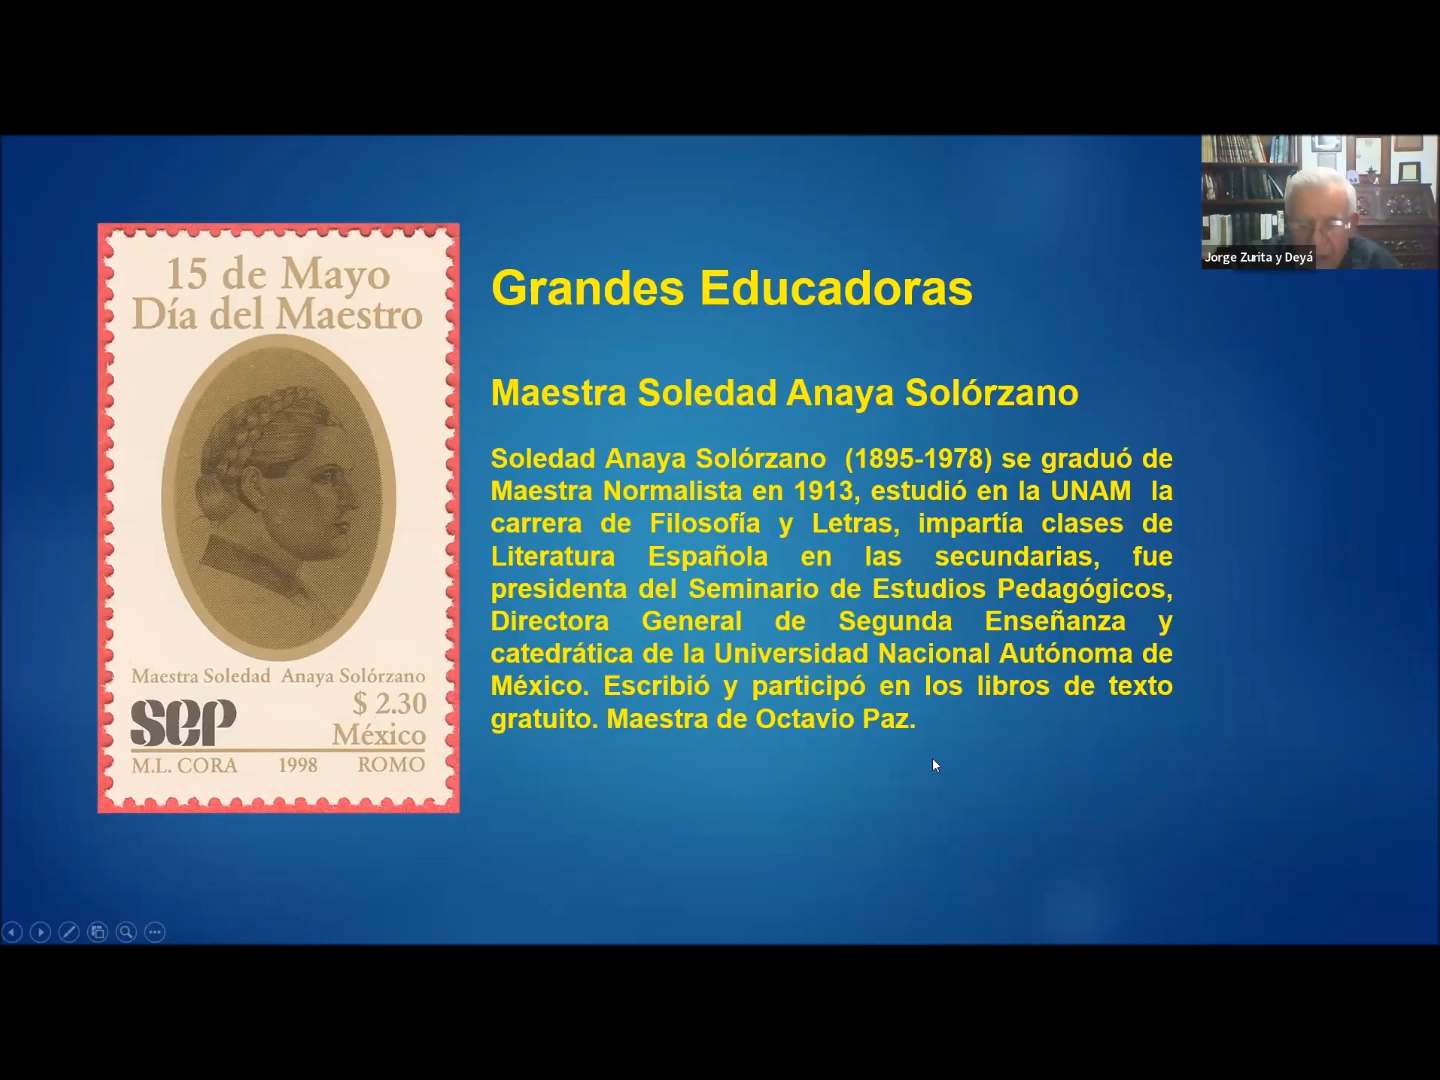 15 de Mayo
Día del Maestro
Maestra Soledad Anaya Solórzano
sep
$ 2.30
México
M.L. CORA 1998 ROMO
Grandes Educadoras
Maestra Soledad Anaya Solórzano
Soledad Anaya Solórzano (1895-1978) se graduó de
Maestra Normalista en 1913, estudió en la UNAM la
carrera de Filosofía y Letras, impartía clases de
Literatura Española en las secundarias, fue
presidenta del Seminario de Estudios Pedagógicos,
Directora General de Segunda Enseñanza y
catedrática de la Universidad Nacional Autónoma de
México. Escribió y participó en los libros de texto
gratuito. Maestra de Octavio Paz.
Jorge Zurita y Deyá